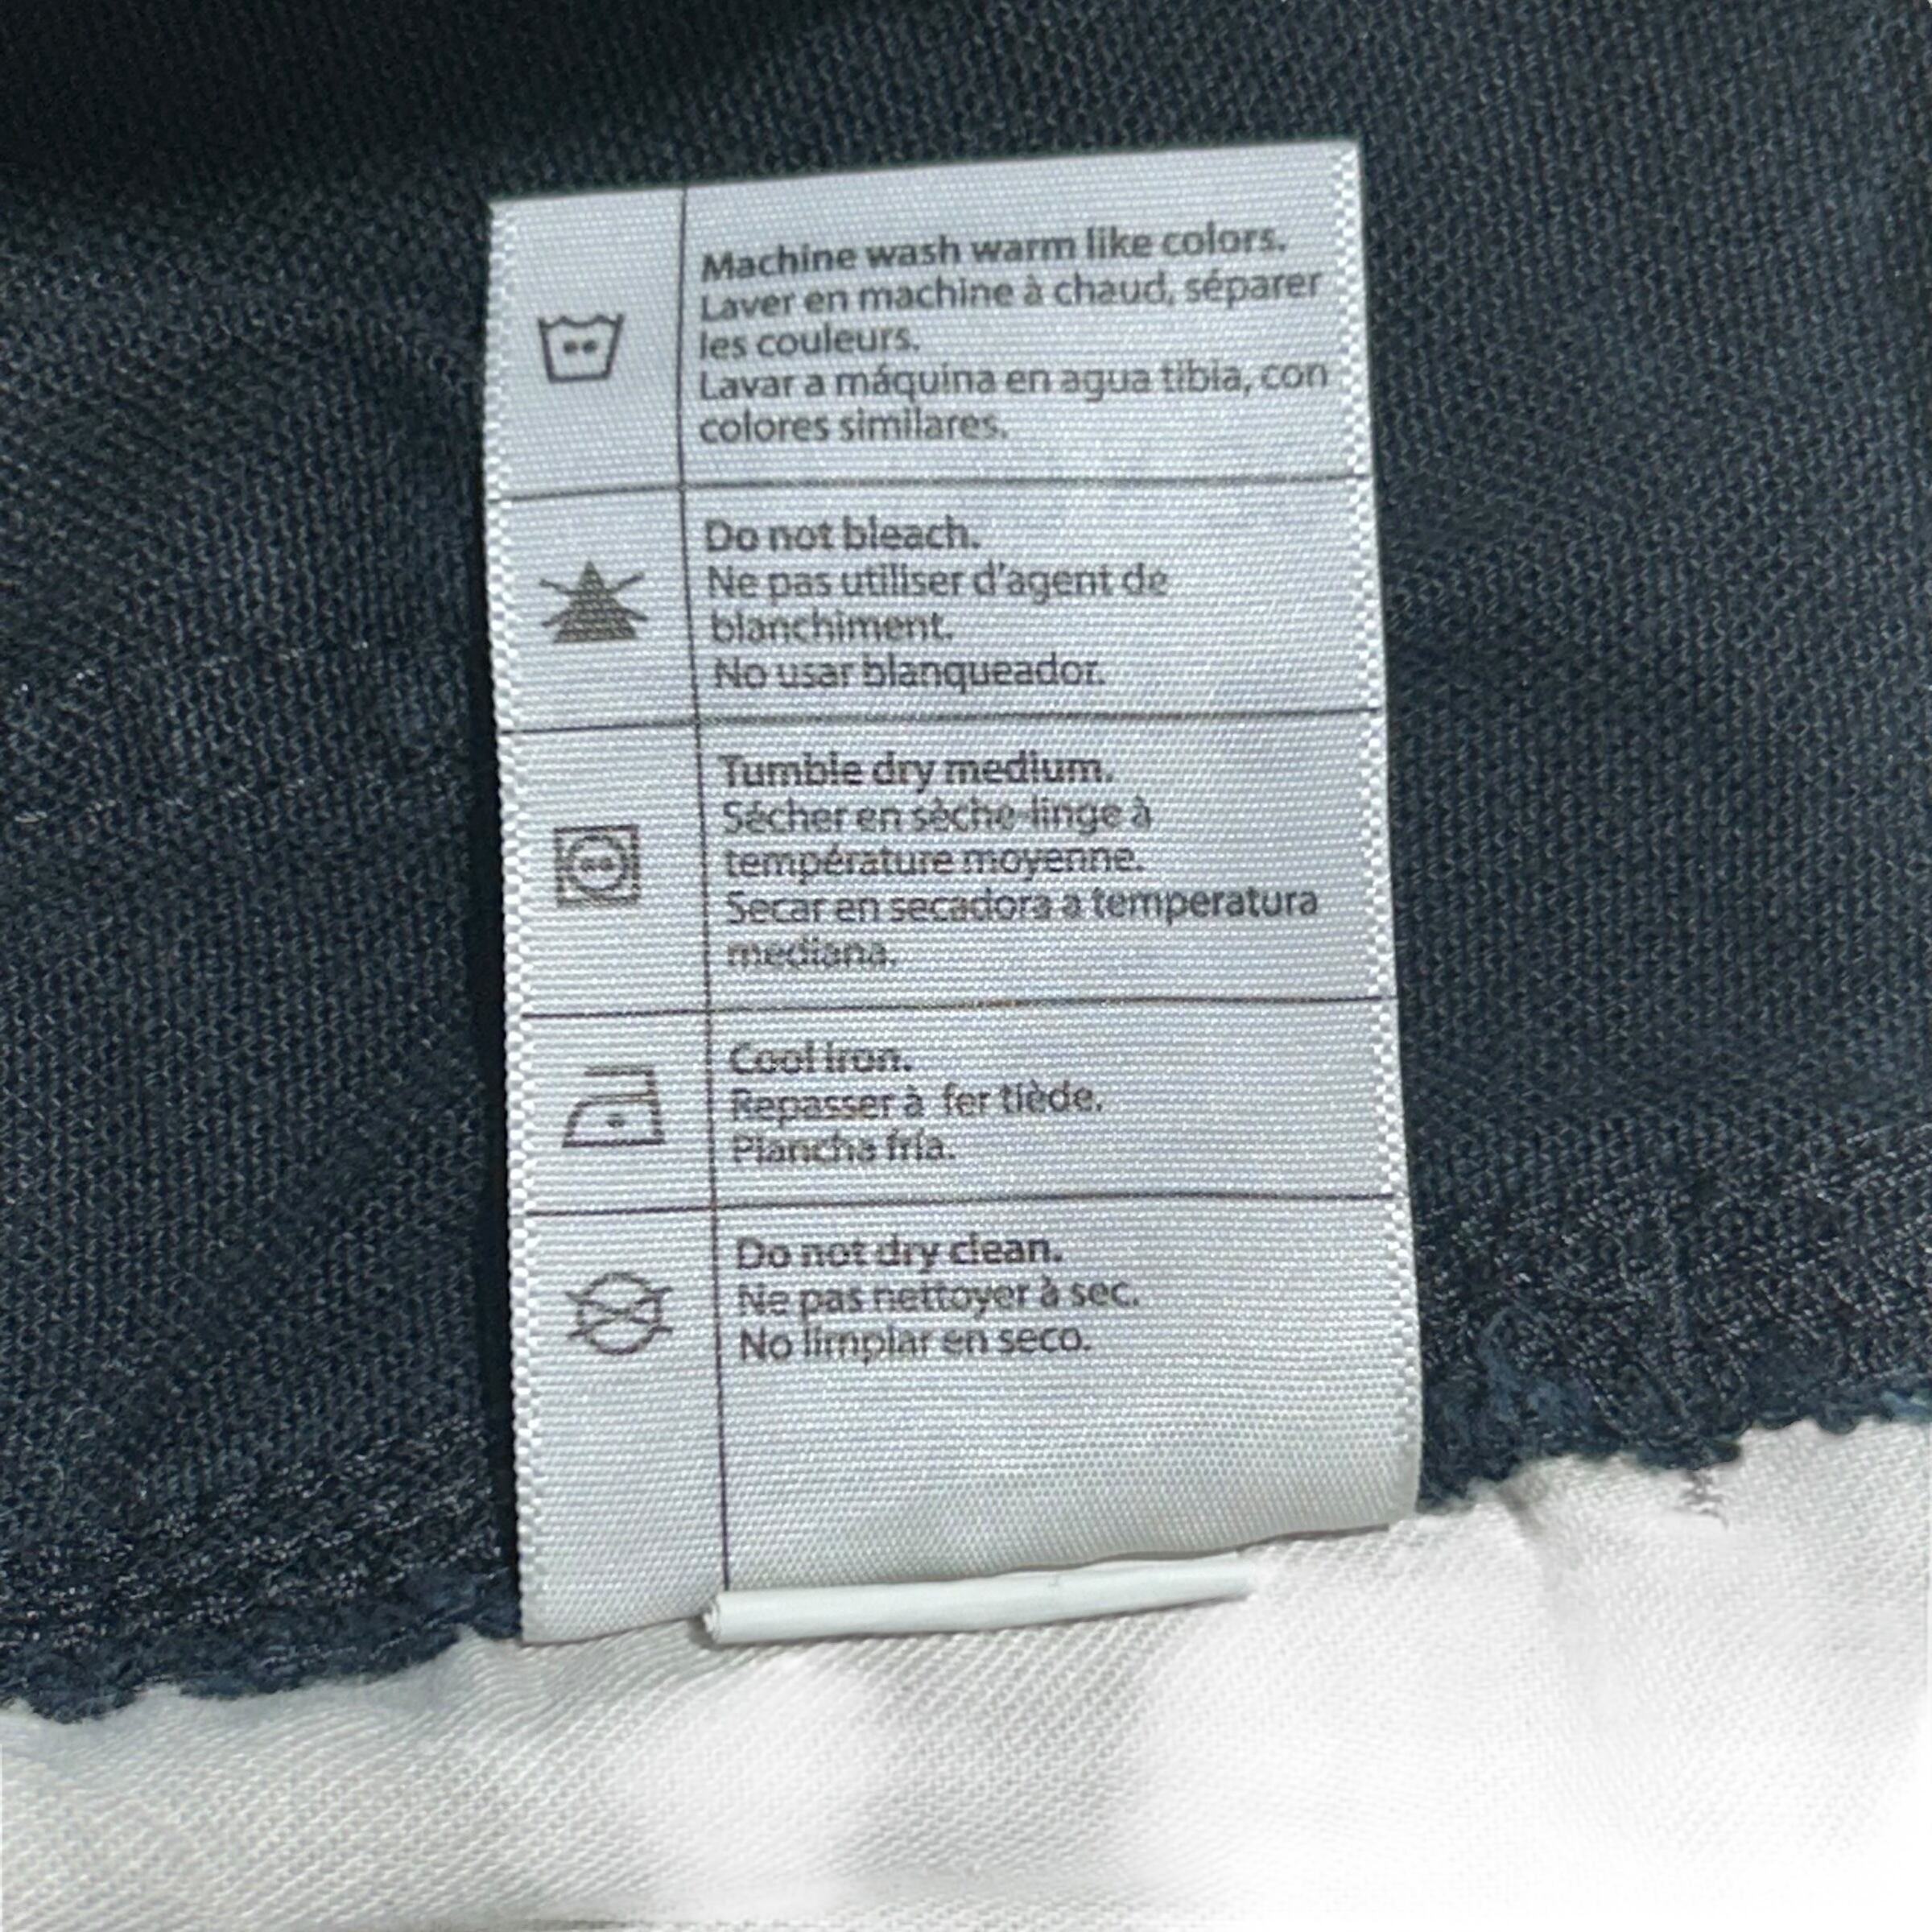 Machine wash warm like colors.
Laver en machine à chaud, séparer
les couleurs.
Lavar a máquina en agua tibia, con
colores similares.
Do not bleach.
Ne pas utiliser d'agent de
blanchiment.
No usar blanqueador.
Tumble dry medium.
Sécher en sèche-linge à
température moyenne.
Secar en secadora a temperatura
mediana.
Cool iron.
Repasser à fer tiède.
Plancha fría.
Do not dry clean.
Ne pas nettoyer à sec.
No limpiar en seco.